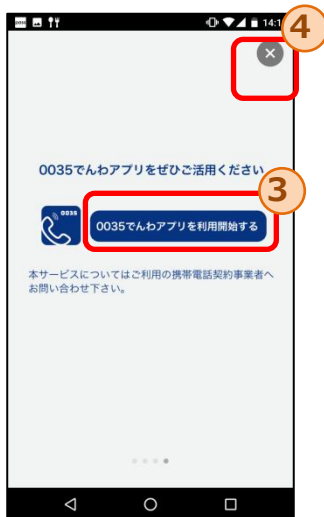 14:1
④
×
0035でんわアプリをぜひご活用ください
③
0035
0035でんわアプリを利用開始する
本サービスについてはご利用の携帯電話契約事業者へ
お問い合わせ下さい。